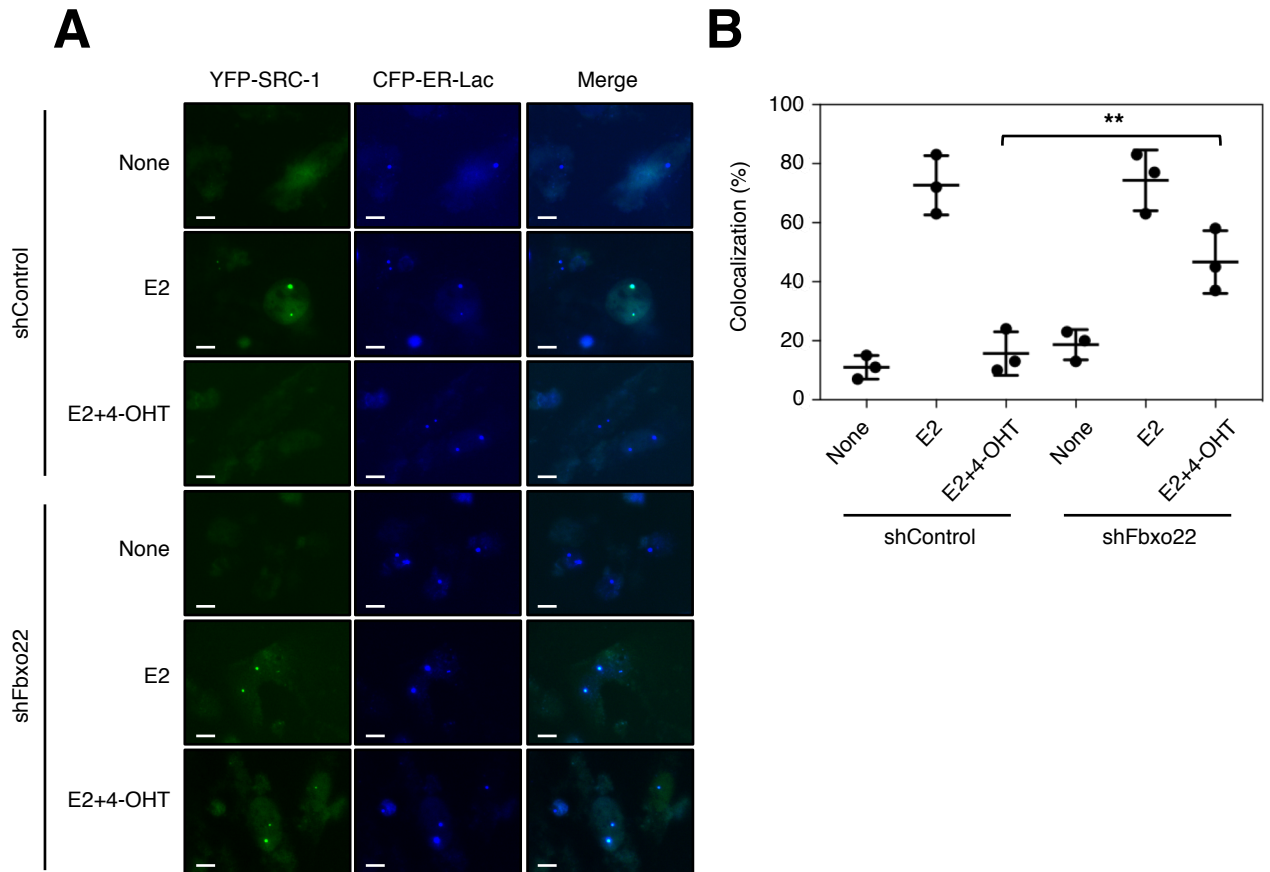 A
YFP-SRC-1 CFP-ER-Lac Merge
shControl
None
E2
E2+4-OHT
shFbxo22
None
E2
E2+4-OHT
B
Colocalization (%)
100
80
60
40
20
0
**
None E2 E2+4-OHT None E2 E2+4-OHT
shControl shFbxo22